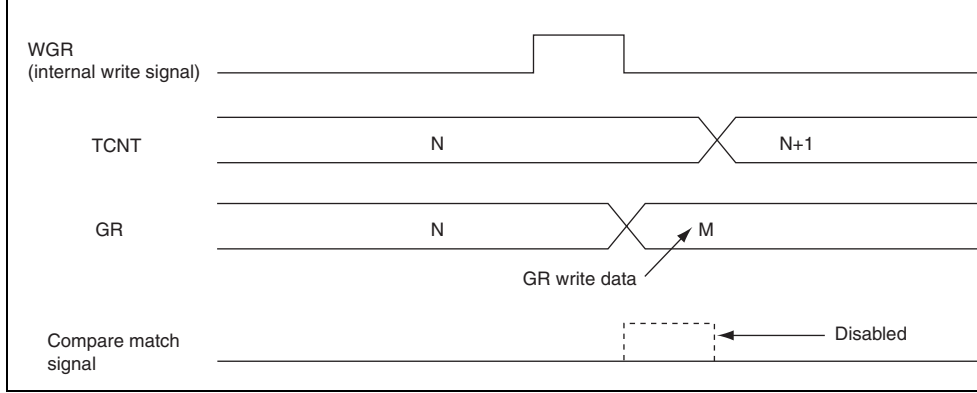 WGR
(internal write signal)
TCNT
N
N+1
GR
N
M
GR write data
Compare match
signal
Disabled